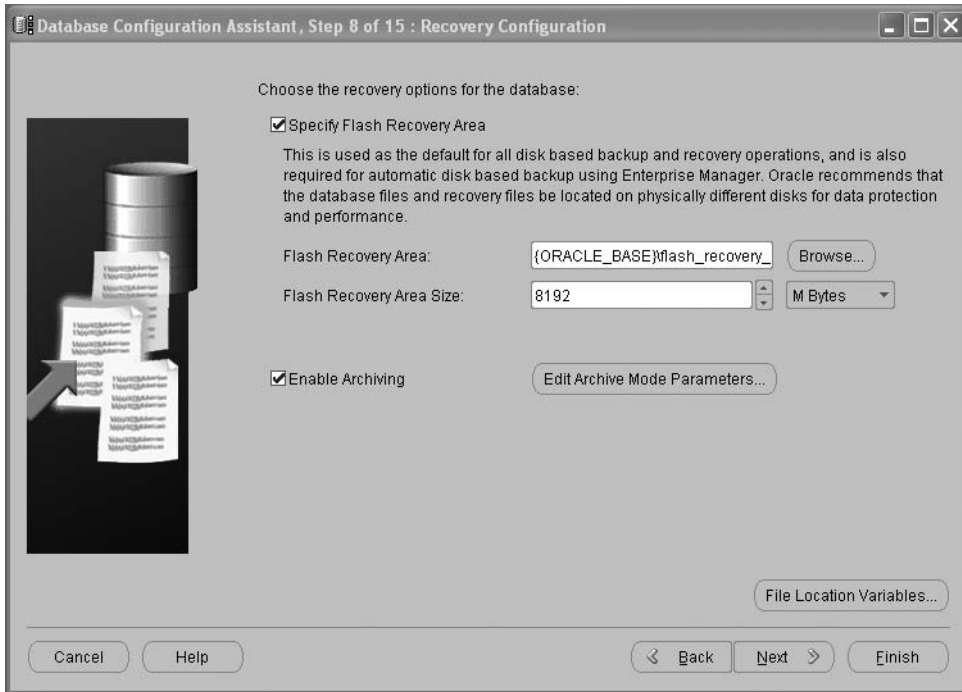 Database Configuration Assistant, Step 8 of 15 : Recovery Configuration
Choose the recovery options for the database:
Specify Flash Recovery Area
This is used as the default for all disk based backup and recovery operations, and is also
required for automatic disk based backup using Enterprise Manager. Oracle recommends that
the database files and recovery files be located on physically different disks for data protection
and performance.
Flash Recovery Area: {ORACLE_BASE}\flash_recovery_ Browse...
Flash Recovery Area Size: 8192 M Bytes
Enable Archiving Edit Archive Mode Parameters...
File Location Variables...
Cancel Help Back Next Finish